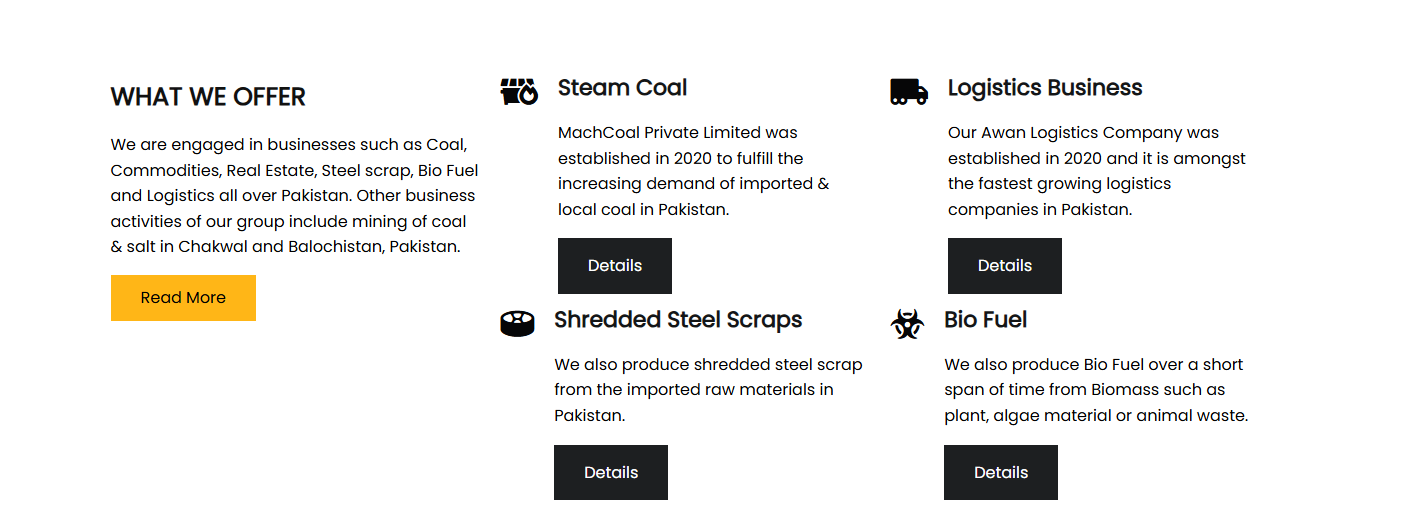 WHAT WE OFFER
We are engaged in businesses such as Coal,
Commodities, Real Estate, Steel scrap, Bio Fuel
and Logistics all over Pakistan. Other business
activities of our group include mining of coal
& salt in Chakwal and Balochistan, Pakistan.
Read More
Steam Coal
MachCoal Private Limited was
established in 2020 to fulfill the
increasing demand of imported &
local coal in Pakistan.
Details
Logistics Business
Our Awan Logistics Company was
established in 2020 and it is amongst
the fastest growing logistics
companies in Pakistan.
Details
Shredded Steel Scraps
We also produce shredded steel scrap
from the imported raw materials in
Pakistan.
Details
Bio Fuel
We also produce Bio Fuel over a short
span of time from Biomass such as
plant, algae material or animal waste.
Details